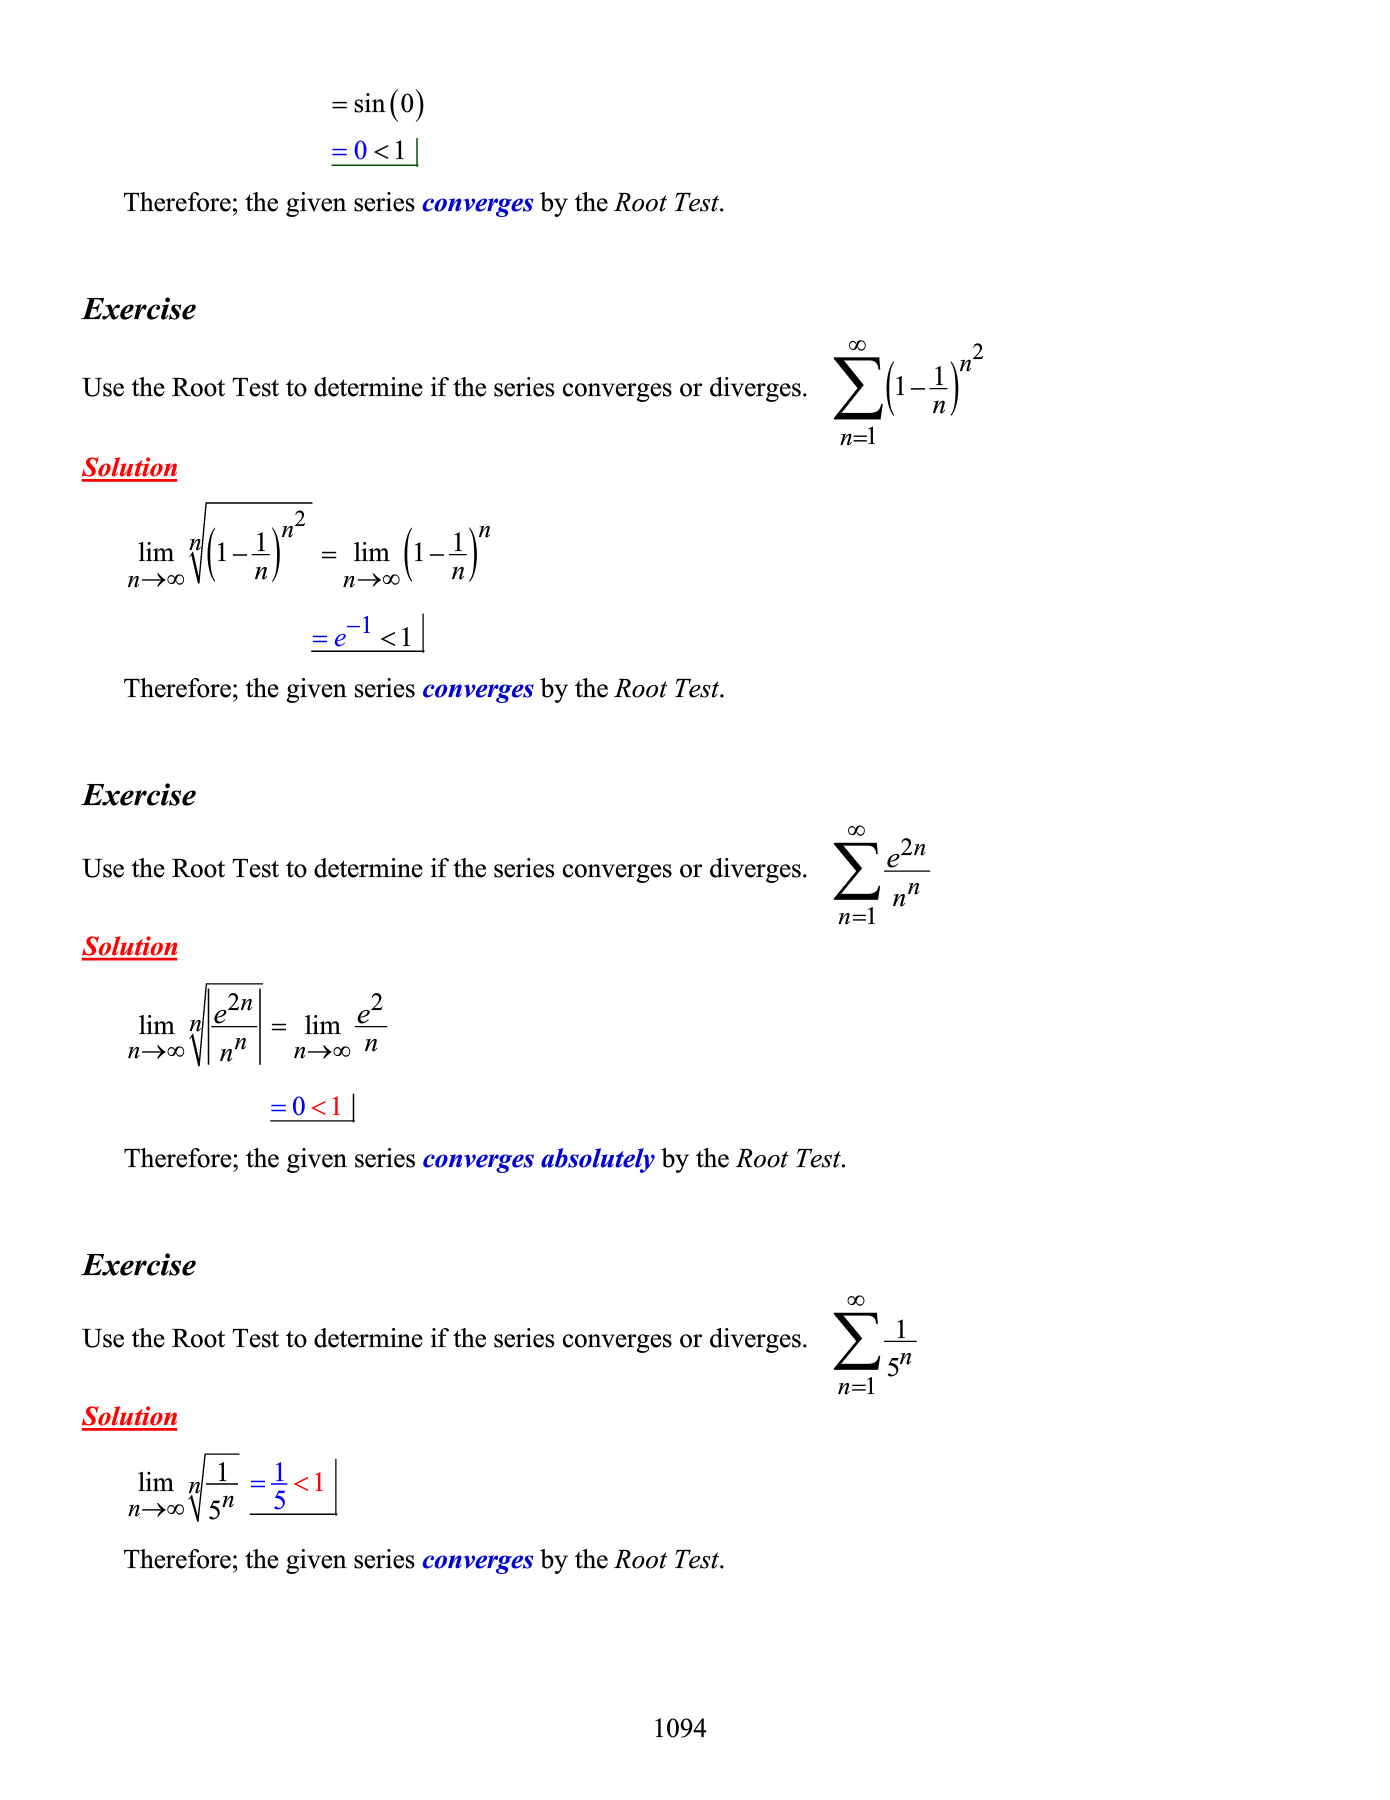 = sin(0)
= 0 < 1
Therefore; the given series converges by the Root Test.
Exercise
Use the Root Test to determine if the series converges or diverges. \sum_{n=1}^{\infty} \left(1 - \frac{1}{n}\right)^{n^2}
Solution
\lim_{n \to \infty} \sqrt[n]{\left(1 - \frac{1}{n}\right)^{n^2}} = \lim_{n \to \infty} \left(1 - \frac{1}{n}\right)^n
= e^{-1} < 1
Therefore; the given series converges by the Root Test.
Exercise
Use the Root Test to determine if the series converges or diverges. \sum_{n=1}^{\infty} \frac{e^{2n}}{n^n}
Solution
\lim_{n \to \infty} \sqrt[n]{\left|\frac{e^{2n}}{n^n}\right|} = \lim_{n \to \infty} \frac{e^2}{n}
= 0 < 1
Therefore; the given series converges absolutely by the Root Test.
Exercise
Use the Root Test to determine if the series converges or diverges. \sum_{n=1}^{\infty} \frac{1}{5^n}
Solution
\lim_{n \to \infty} \sqrt[n]{\frac{1}{5^n}} = \frac{1}{5} < 1
Therefore; the given series converges by the Root Test.
1094